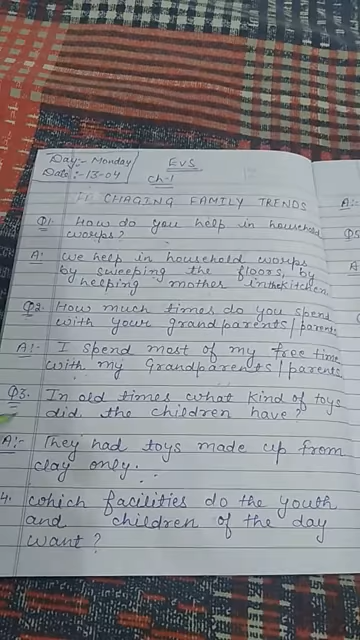 Day:- Monday
Date:- 13-04
EVS
Ch-1
CHAGING FAMILY TRENDS
Q1. How do you help in household
worps?
A: We help in household worps
by sweeping the floors, by
helping mother in the kitchen.
Q2. How much times do you spend
with your grandparents/parents
A:- I spend most of my free time
with my Grandparents/parents.
Q3. In old times what kind of toys
did the children have?
A:- They had toys made up from
clay only.
4. Which facilities do the youth
and children of the day
want?
A:-
Q5
A